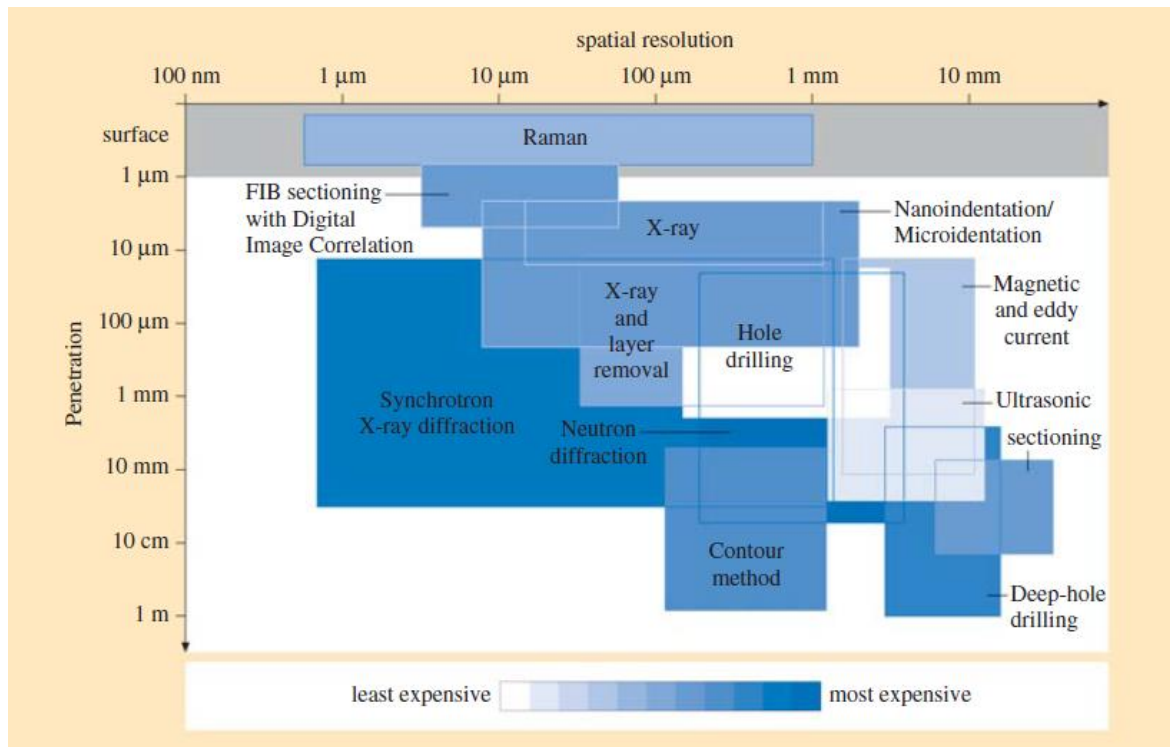 spatial resolution
100 nm
1 μm
10 μm
100 μm
1 mm
10 mm
surface
Raman
1 μm
FIB sectioning
with Digital
Image Correlation
X-ray
Nanoindentation/
Microidentation
10 μm
X-ray
and
layer
removal
Hole
drilling
Magnetic
and eddy
current
100 μm
Penetration
1 mm
Synchrotron
X-ray diffraction
Neutron
diffraction
Ultrasonic
sectioning
10 mm
10 cm
Contour
method
1 m
Deep-hole
drilling
least expensive
most expensive